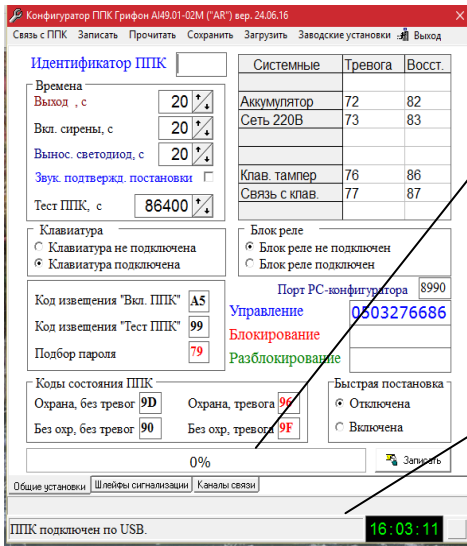 Конфигуратор ППК Грифон AI49.01-02М ("AR") вер. 24.06.16
Связь с ППК Записать Прочитать Сохранить Загрузить Заводские установки Выход
Идентификатор ППК
Времена
Выход , с 20
Вкл. сирены, с 20
Вынос. светодиод, с 20
Звук. подтвержд. постановки
Тест ППК, с 86400
Системные Тревога Восст.
Аккумулятор 72 82
Сеть 220В 73 83
Клав. тампер 76 86
Связь с клав. 77 87
Клавиатура
Клавиатура не подключена
Клавиатура подключена
Блок реле
Блок реле не подключен
Блок реле подключен
Порт РС-конфигуратора 8990
Код извещения "Вкл. ППК" A5
Код извещения "Тест ППК" 99
Подбор пароля 79
Управление 0503276686
Блокирование
Разблокирование
Коды состояния ППК
Охрана, без тревог 9D Охрана, тревога 96
Без охр, без тревог 90 Без охр, тревога 9F
Быстрая постановка
Отключена
Включена
0%
Записать
Общие установки Шлейфы сигнализации Каналы связи
ППК подключен по USB.
16:03:11